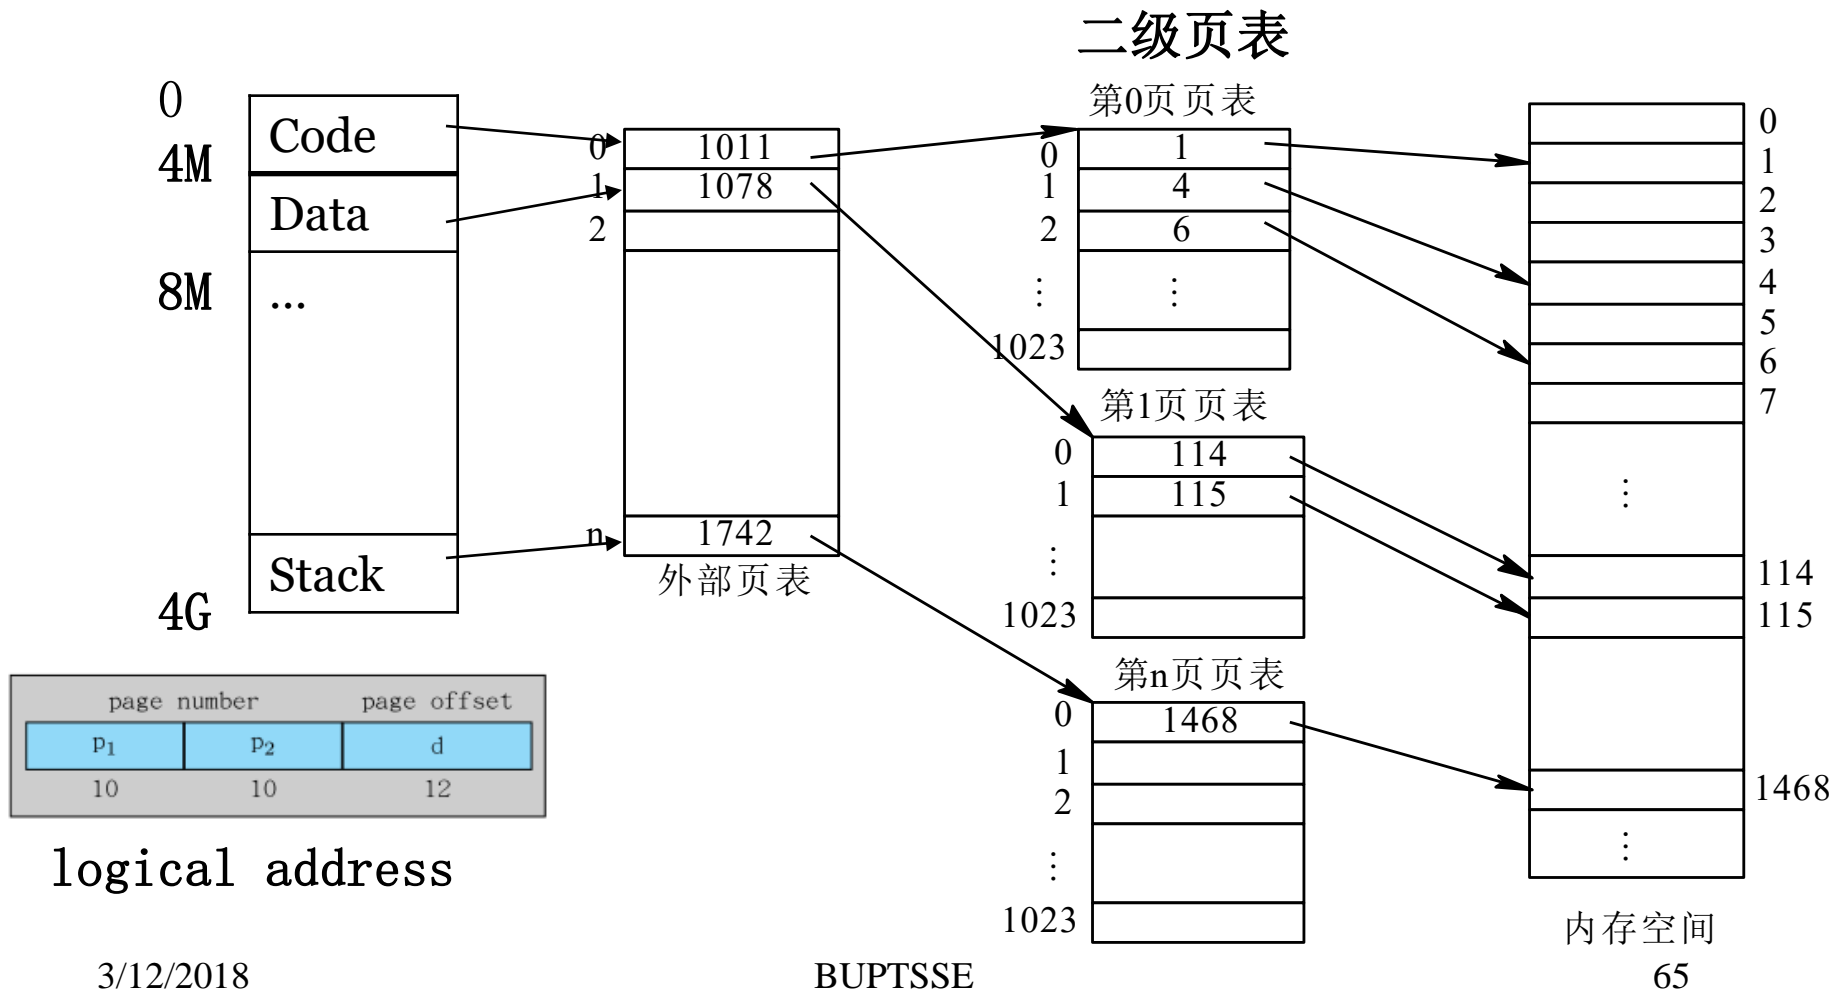 二级页表
0
4M
8M
4G
Code
Data
...
Stack
0 1011
1 1078
2
n 1742
外部页表
第0页页表
0 1
1 4
2 6
⋮ ⋮
1023
第1页页表
0 114
1 115
⋮
1023
第n页页表
0 1468
1
2
⋮
1023
0
1
2
3
4
5
6
7
⋮
114
115
1468
⋮
内存空间
page number page offset
p₁ p₂ d
10 10 12
logical address
3/12/2018 BUPTSSE 65